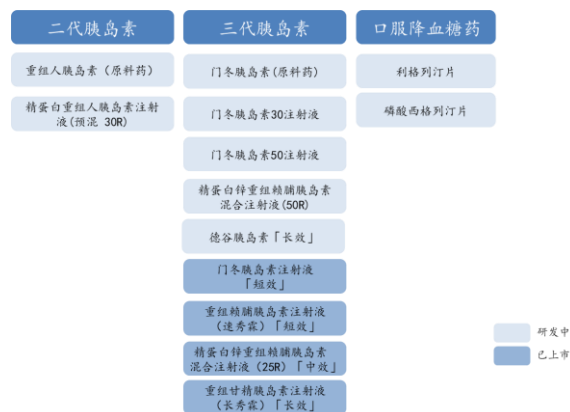 二代胰岛素
重组人胰岛素（原料药）
精蛋白重组人胰岛素注射
液(预混 30R)
三代胰岛素
门冬胰岛素(原料药)
门冬胰岛素30注射液
门冬胰岛素50注射液
精蛋白锌重组赖脯胰岛素
混合注射液(50R)
德谷胰岛素「长效」
门冬胰岛素注射液
「短效」
重组赖脯胰岛素注射液
（速秀霖）「短效」
精蛋白锌重组赖脯胰岛素
混合注射液（25R）「中效」
重组甘精胰岛素注射液
（长秀霖）「长效」
口服降血糖药
利格列汀片
磷酸西格列汀片
研发中
已上市